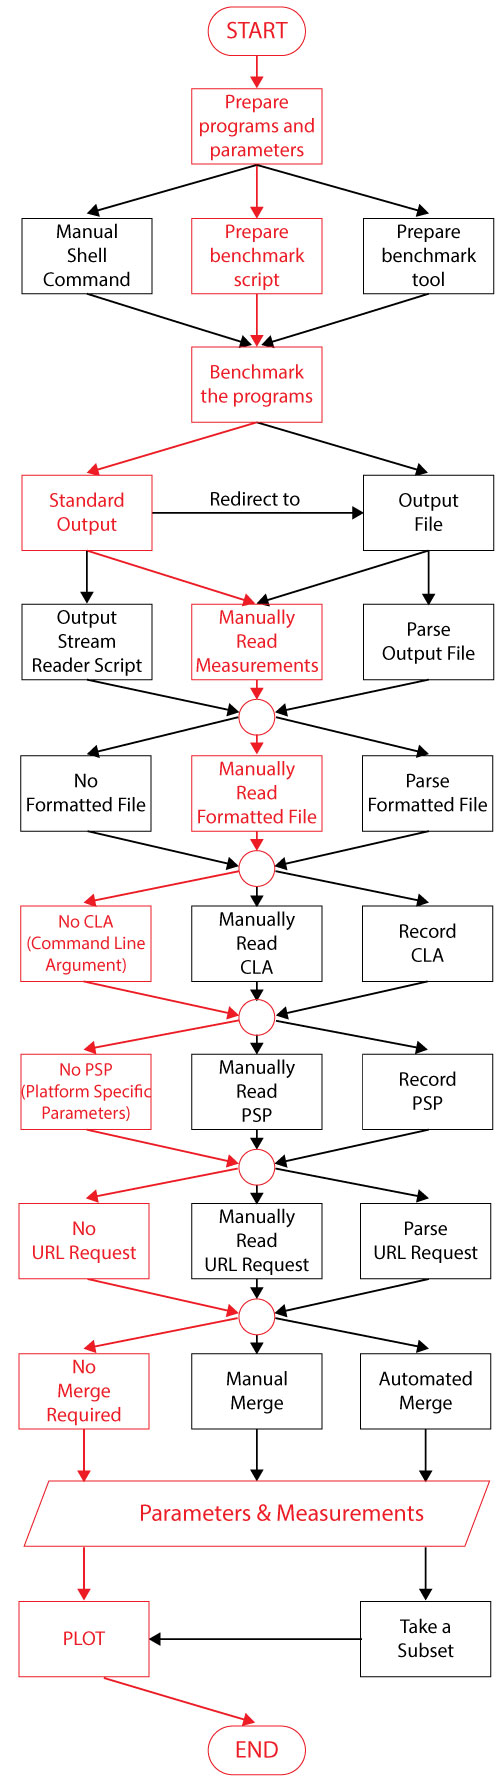 START
Prepare
programs and
parameters
Manual
Shell
Command
Prepare
benchmark
script
Prepare
benchmark
tool
Benchmark
the programs
Standard
Output
Redirect to
Output
File
Output
Stream
Reader Script
Manually
Read
Measurements
Parse
Output File
No
Formatted File
Manually
Read
Formatted File
Parse
Formatted File
No CLA
(Command Line
Argument)
Manually
Read
CLA
Record
CLA
No PSP
(Platform Specific
Parameters)
Manually
Read
PSP
Record
PSP
No
URL Request
Manually
Read
URL Request
Parse
URL Request
No
Merge
Required
Manual
Merge
Automated
Merge
Parameters & Measurements
PLOT
Take a
Subset
END